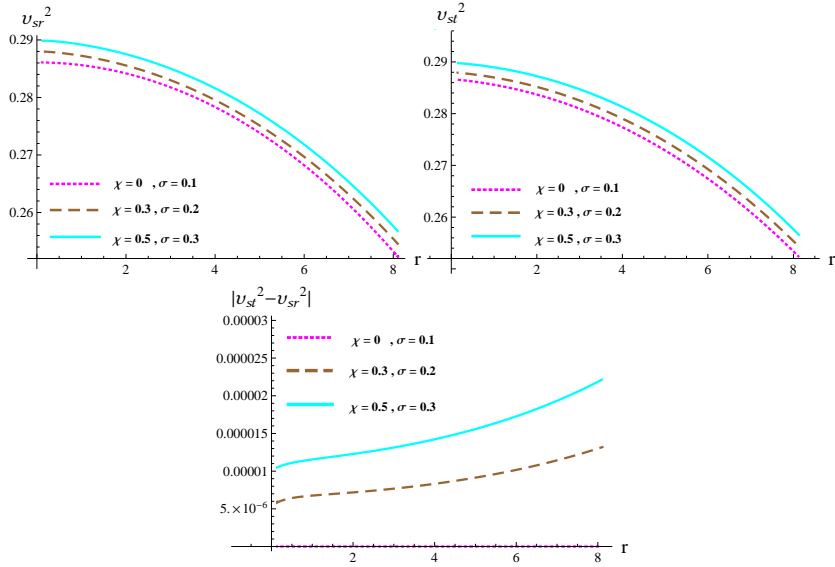 υsr²
0.29
0.28
0.27
0.26
χ = 0 , σ = 0.1
χ = 0.3 , σ = 0.2
χ = 0.5 , σ = 0.3
2
4
6
8
r
υst²
0.29
0.28
0.27
0.26
χ = 0 , σ = 0.1
χ = 0.3 , σ = 0.2
χ = 0.5 , σ = 0.3
2
4
6
8
r
|υst²−υsr²|
0.00003
0.000025
0.00002
0.000015
0.00001
5.×10⁻⁶
χ = 0 , σ = 0.1
χ = 0.3 , σ = 0.2
χ = 0.5 , σ = 0.3
2
4
6
8
r